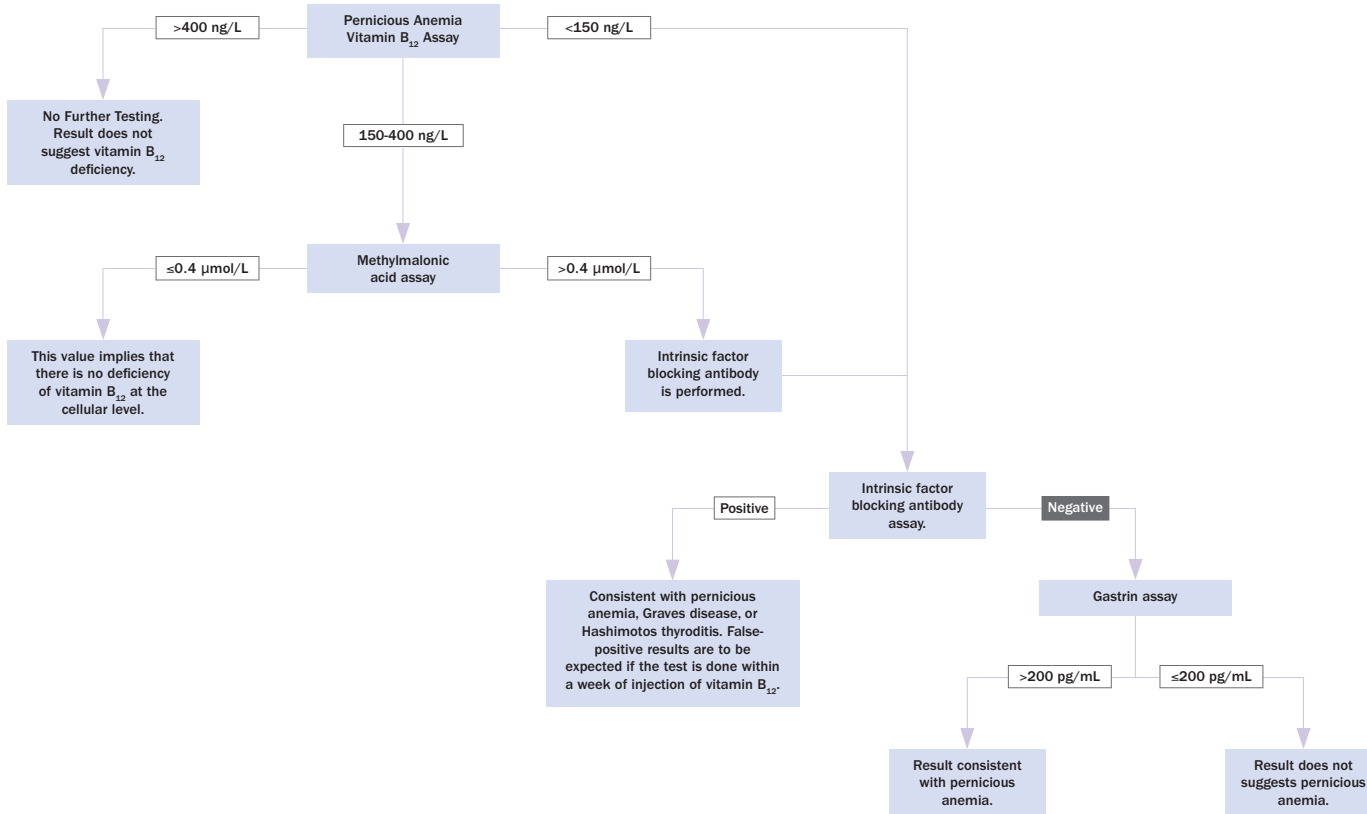 >400 ng/L
Pernicious Anemia
Vitamin B12 Assay
<150 ng/L
No Further Testing.
Result does not
suggest vitamin B12
deficiency.
150-400 ng/L
≤0.4 μmol/L
Methylmalonic
acid assay
>0.4 μmol/L
This value implies that
there is no deficiency
of vitamin B12 at the
cellular level.
Intrinsic factor
blocking antibody
is performed.
Intrinsic factor
blocking antibody
assay.
Positive
Negative
Consistent with pernicious
anemia, Graves disease, or
Hashimotos thyroditis. False-
positive results are to be
expected if the test is done within
a week of injection of vitamin B12.
Gastrin assay
>200 pg/mL
≤200 pg/mL
Result consistent
with pernicious
anemia.
Result does not
suggests pernicious
anemia.